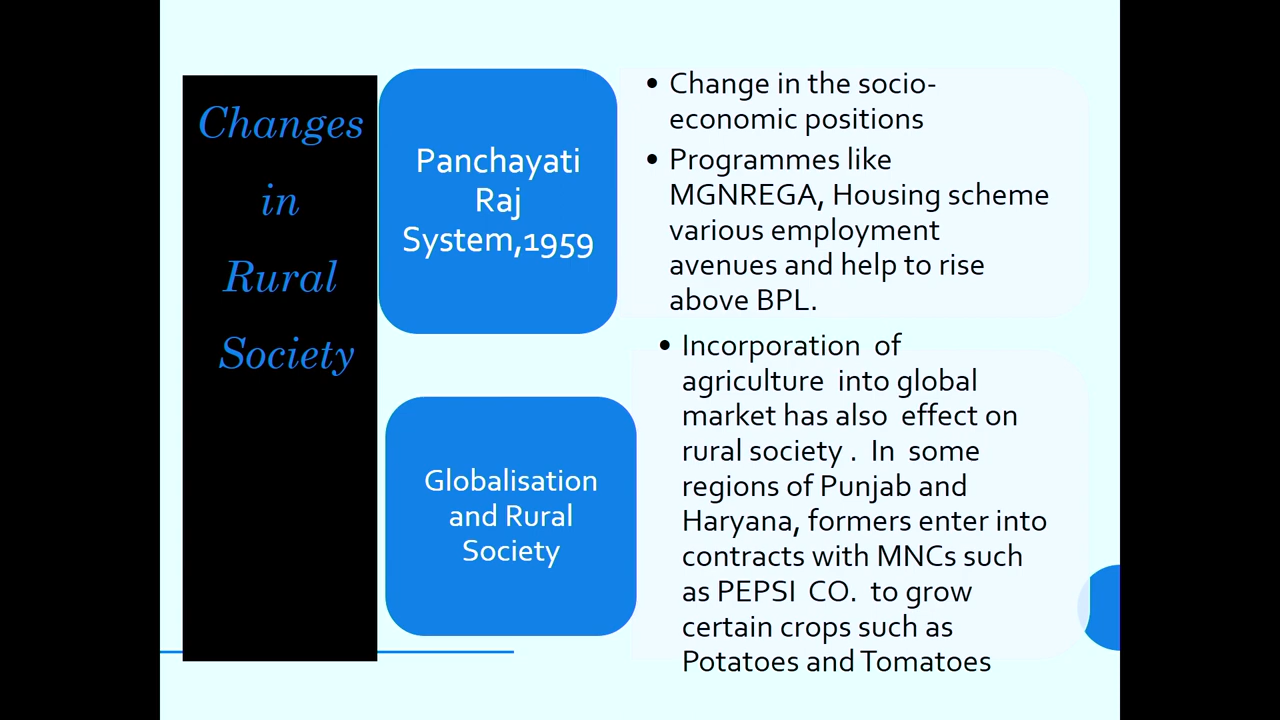 Changes
in
Rural
Society
Panchayati
Raj
System,1959
• Change in the socio-
economic positions
• Programmes like
MGNREGA, Housing scheme
various employment
avenues and help to rise
above BPL.
Globalisation
and Rural
Society
• Incorporation of
agriculture into global
market has also effect on
rural society . In some
regions of Punjab and
Haryana, formers enter into
contracts with MNCs such
as PEPSI CO. to grow
certain crops such as
Potatoes and Tomatoes